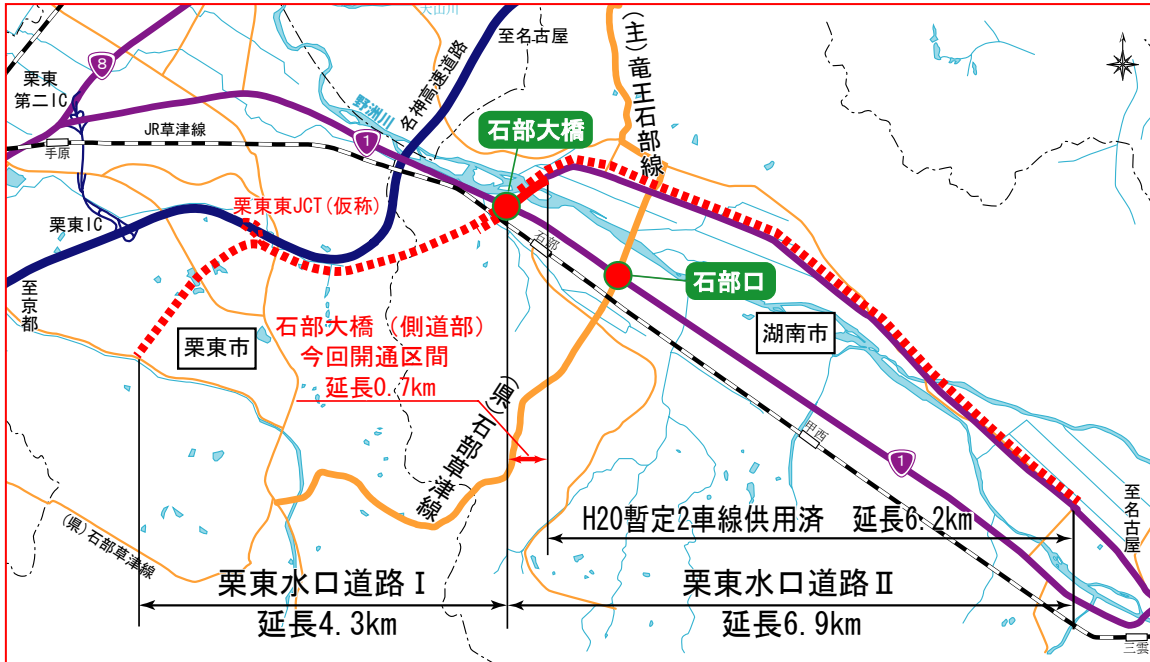 天山川
至名古屋
(主)竜王石部線
8
栗東
第二IC
野洲川
名神高速道路
石部大橋
JR草津線
1
手原
栗東東JCT(仮称)
栗東IC
石部
石部口
至京都
栗東市
湖南市
石部大橋(側道部)
今回開通区間
延長0.7km
(県)石部草津線
甲西
1
至名古屋
H20暫定2車線供用済 延長6.2km
(県)石部草津線
栗東水口道路Ⅰ
延長4.3km
栗東水口道路Ⅱ
延長6.9km
三雲